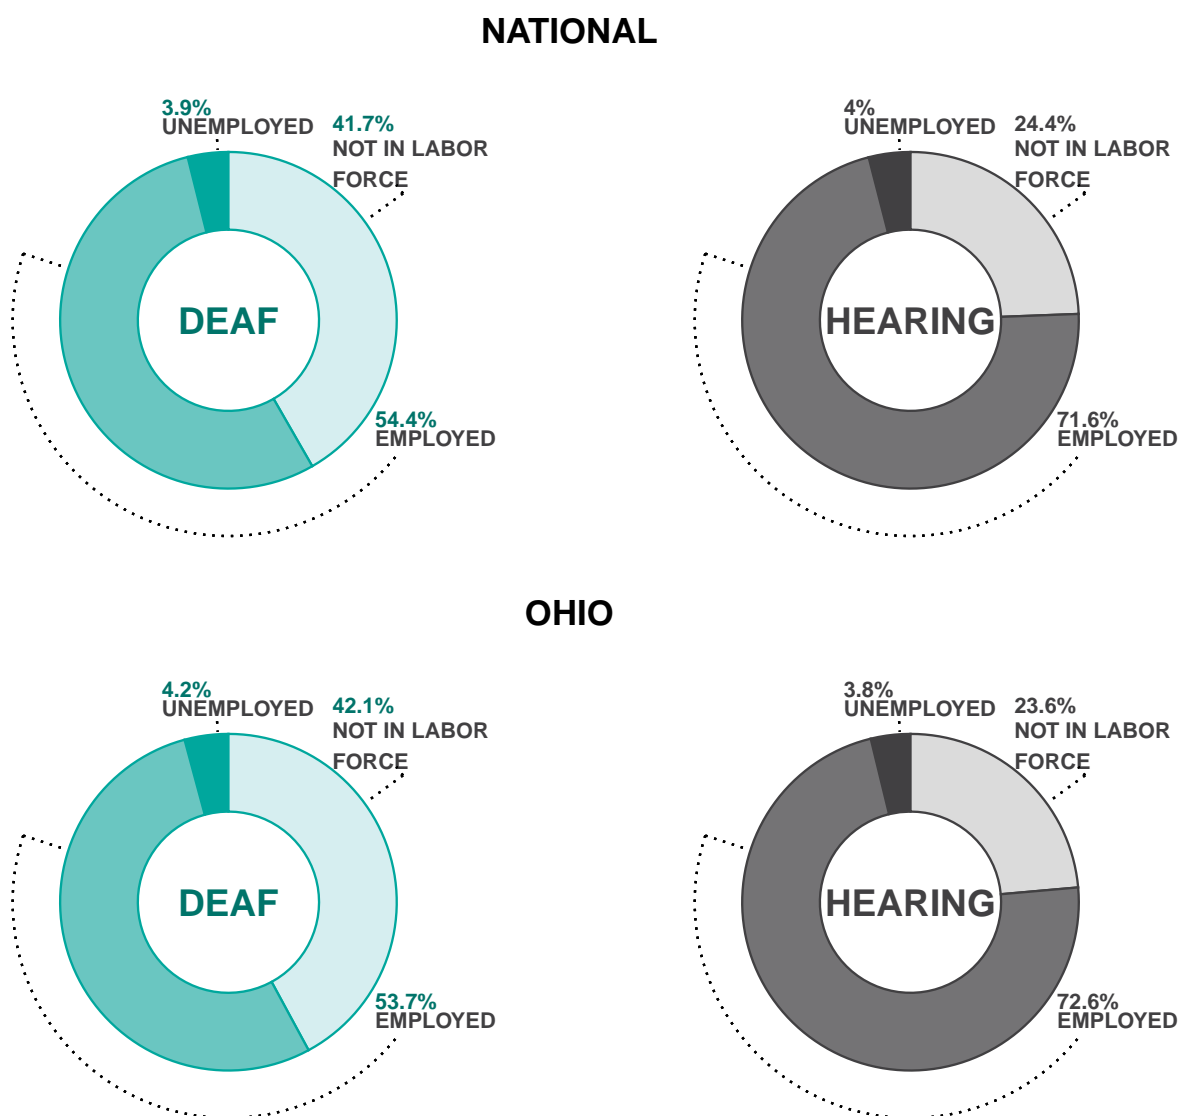 NATIONAL
3.9%
UNEMPLOYED
41.7%
NOT IN LABOR
FORCE
DEAF
54.4%
EMPLOYED
4%
UNEMPLOYED
24.4%
NOT IN LABOR
FORCE
HEARING
71.6%
EMPLOYED
OHIO
4.2%
UNEMPLOYED
42.1%
NOT IN LABOR
FORCE
DEAF
53.7%
EMPLOYED
3.8%
UNEMPLOYED
23.6%
NOT IN LABOR
FORCE
HEARING
72.6%
EMPLOYED